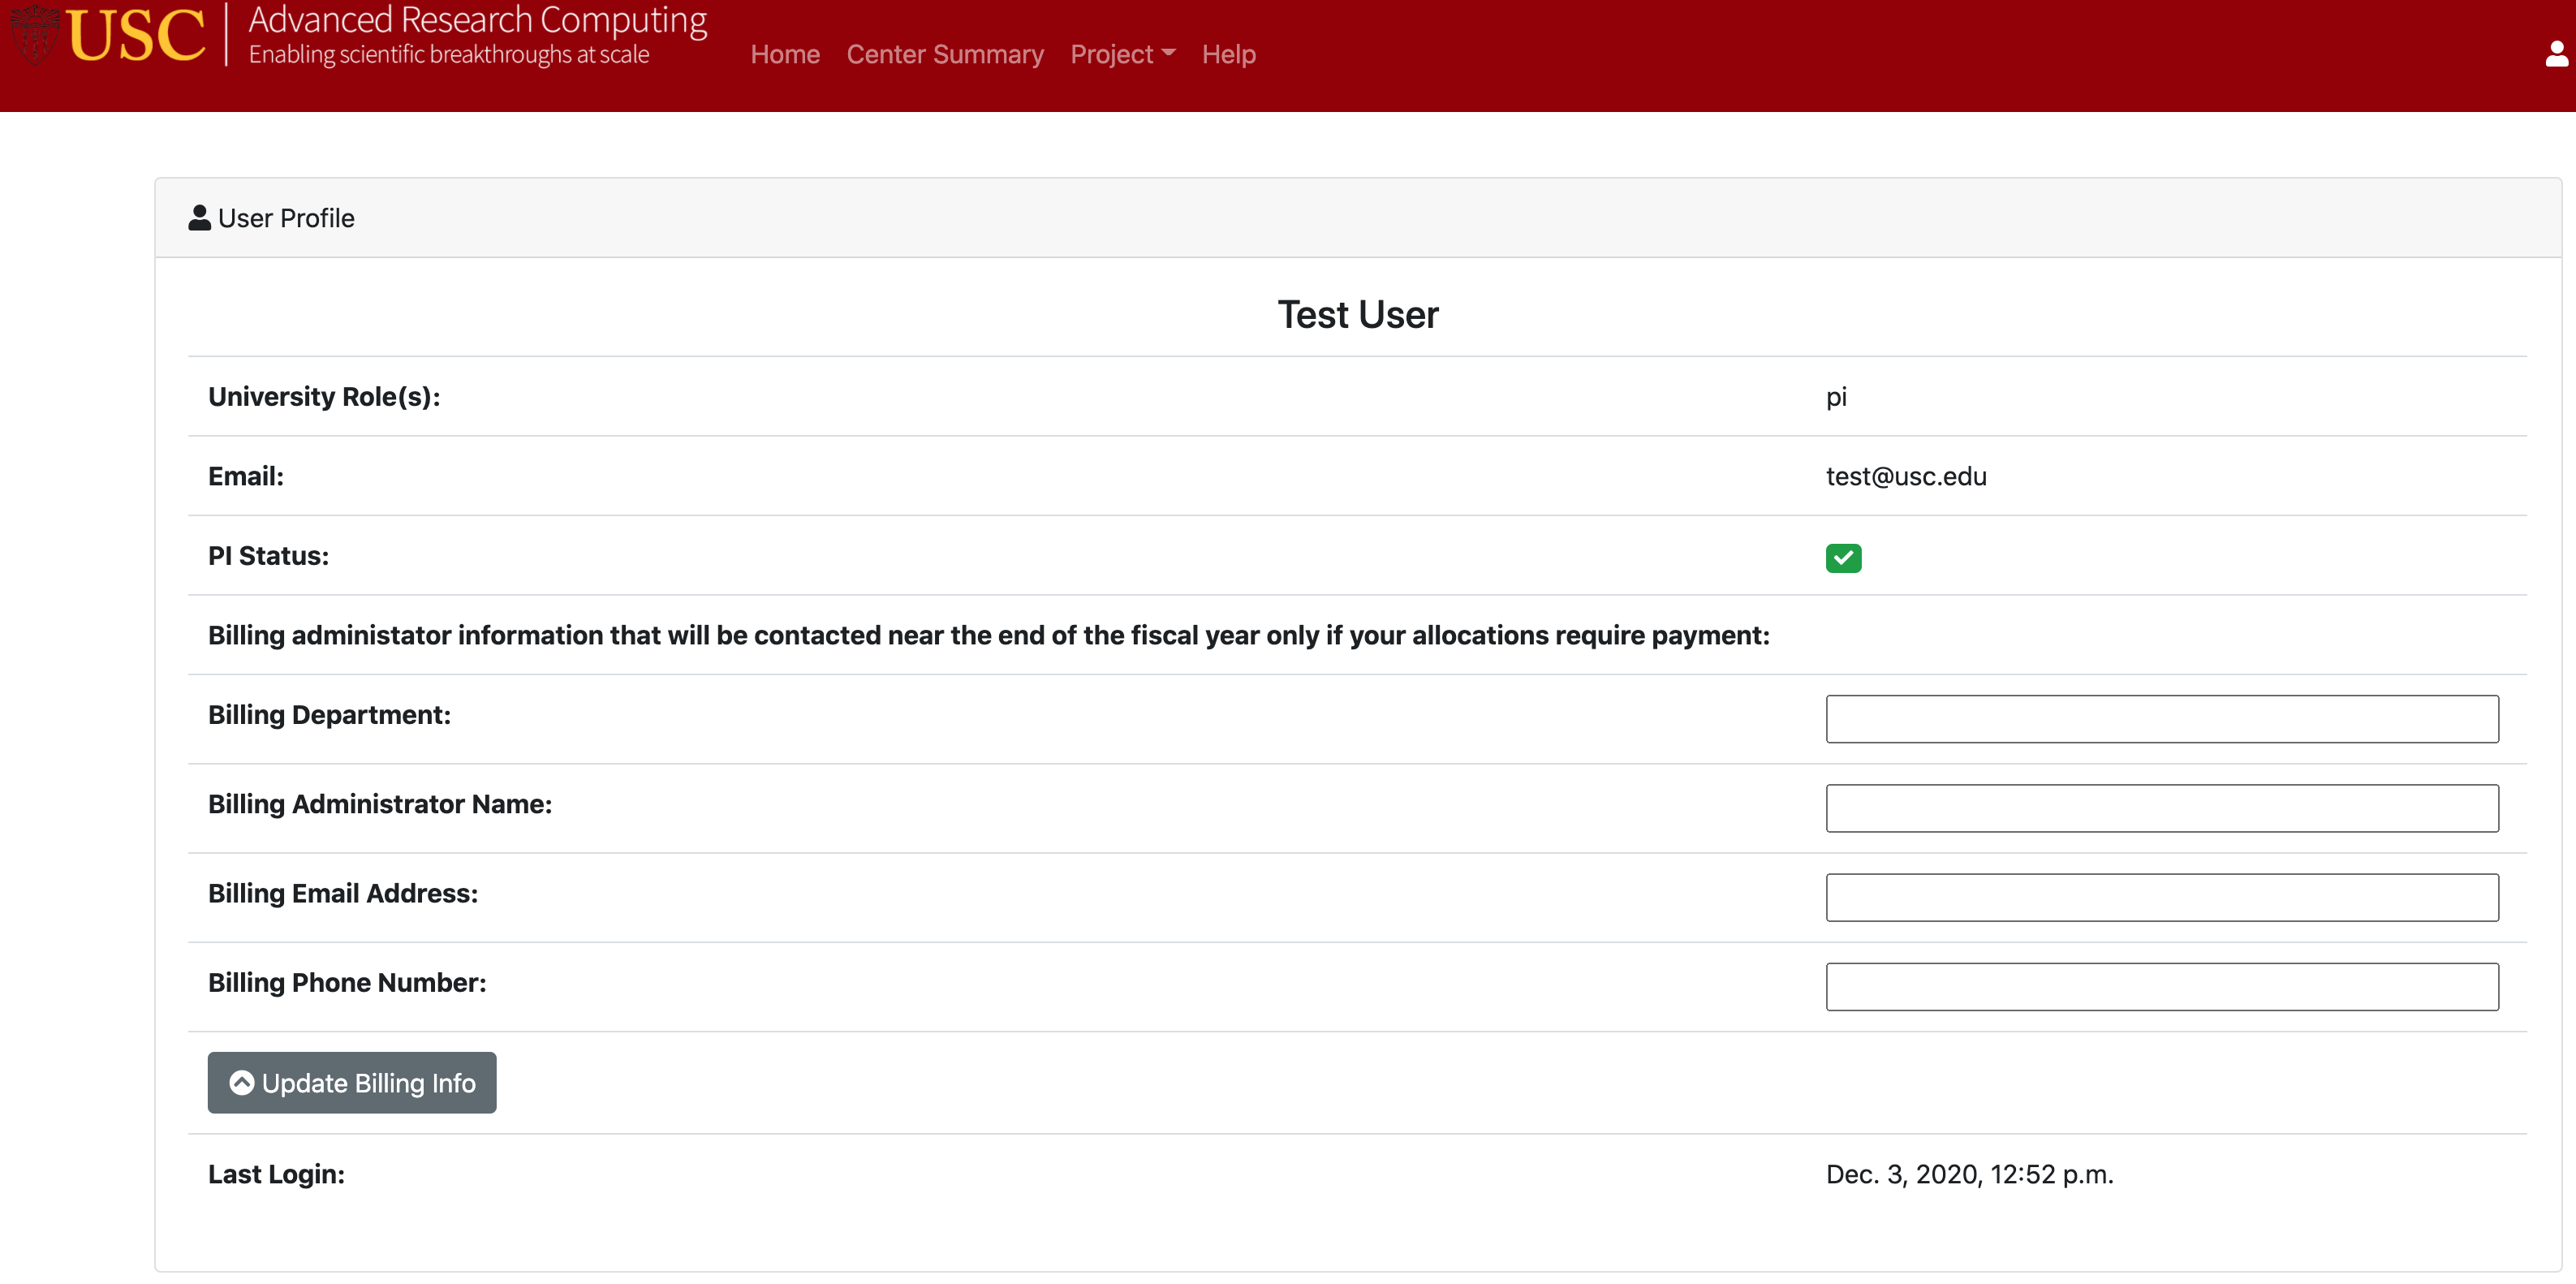 USC
Advanced Research Computing
Enabling scientific breakthroughs at scale
Home Center Summary Project Help
User Profile
Test User
University Role(s): pi
Email: test@usc.edu
PI Status:
Billing administator information that will be contacted near the end of the fiscal year only if your allocations require payment:
Billing Department:
Billing Administrator Name:
Billing Email Address:
Billing Phone Number:
Update Billing Info
Last Login: Dec. 3, 2020, 12:52 p.m.